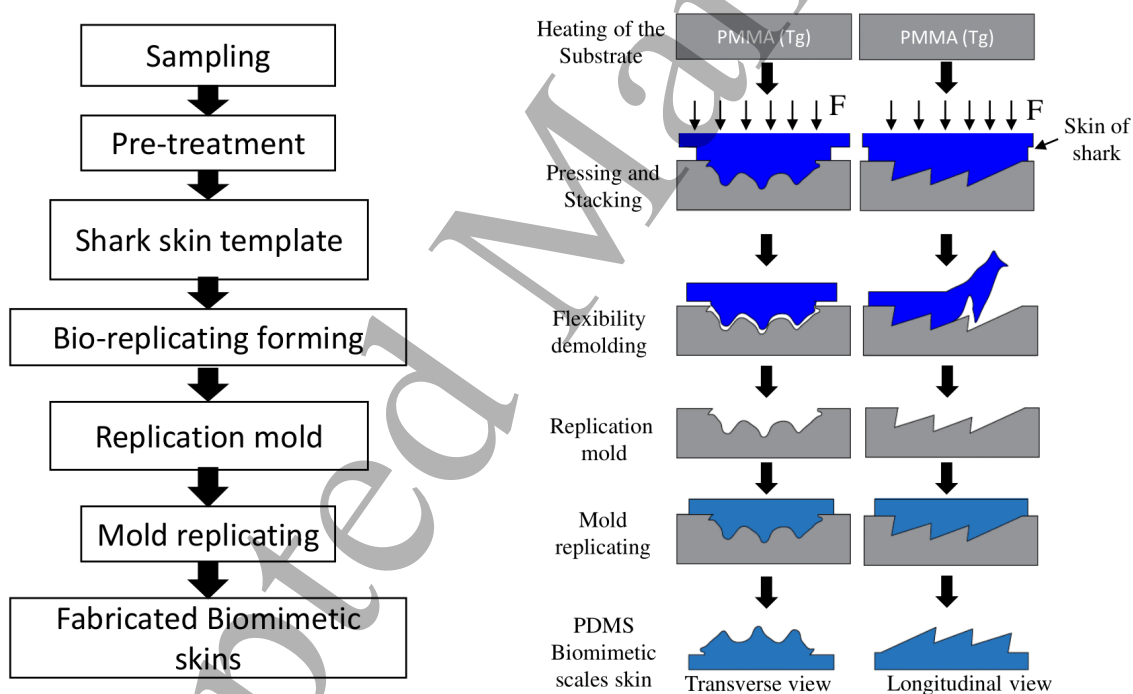 Sampling
Pre-treatment
Shark skin template
Bio-replicating forming
Replication mold
Mold replicating
Fabricated Biomimetic
skins
Heating of the
Substrate
PMMA (Tg)
PMMA (Tg)
F
F
Skin of
shark
Pressing and
Stacking
Flexibility
demolding
Replication
mold
Mold
replicating
PDMS
Biomimetic
scales skin
Transverse view
Longitudinal view
pted Man